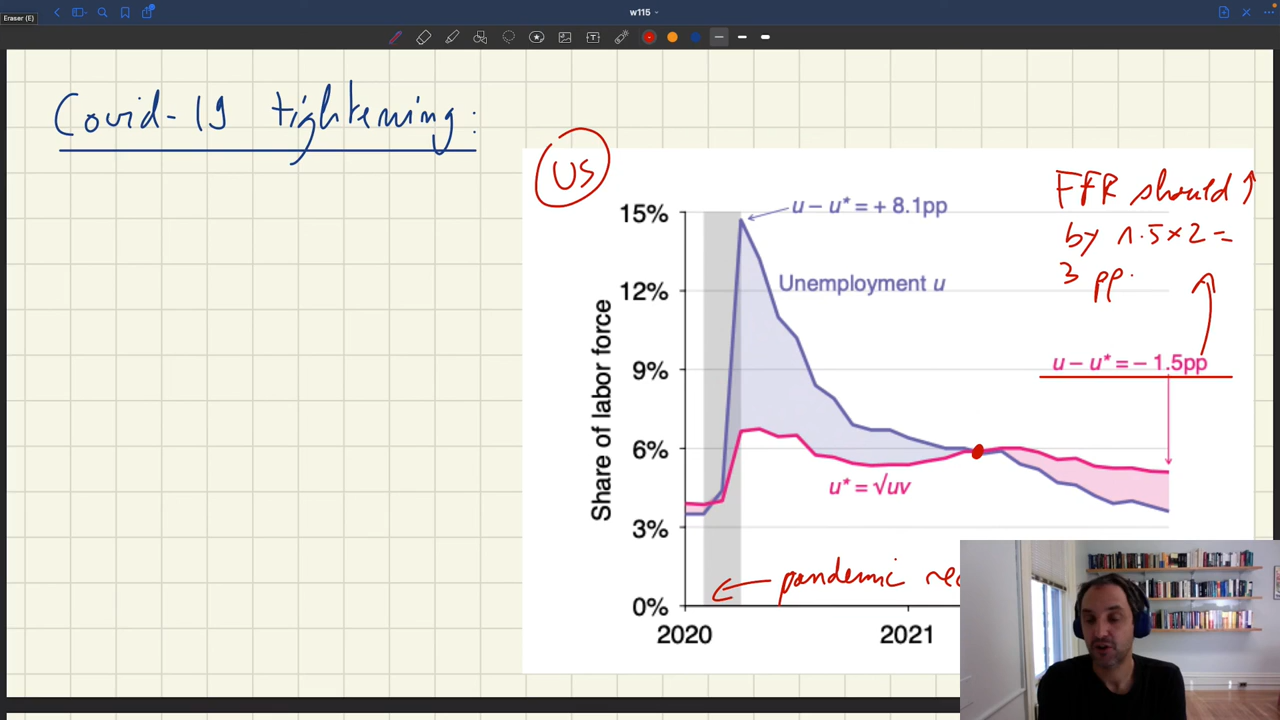 Eraser (E)
w115
Covid-19 tightening:
US
FFR should ↑
by 1.5×2 =
3 pp.
u – u* = + 8.1pp
15%
Unemployment u
12%
u – u* = – 1.5pp
9%
6%
u* = √uv
3%
← pandemic
0%
2020
2021
Share of labor force